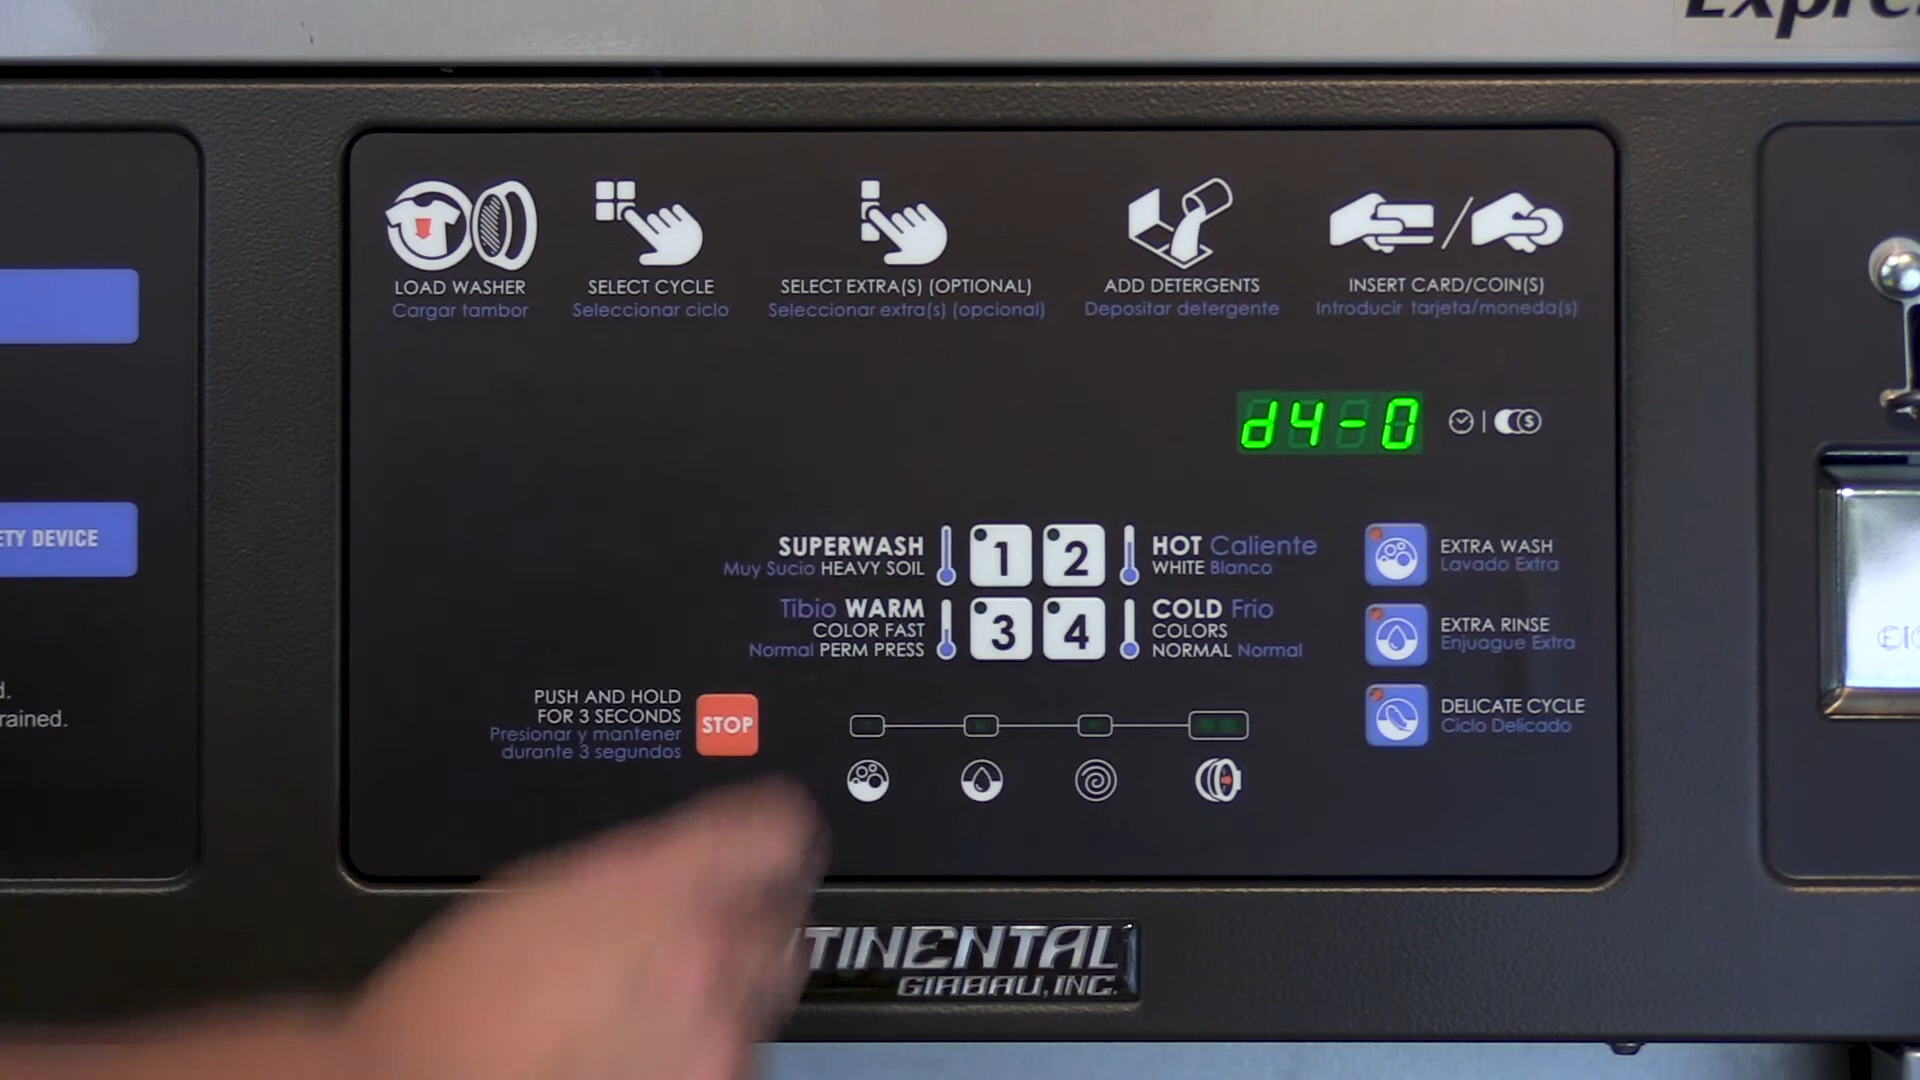 LOAD WASHER
Cargar tambor
SELECT CYCLE
Seleccionar ciclo
SELECT EXTRA(S) (OPTIONAL)
Seleccionar extra(s) (opcional)
ADD DETERGENTS
Depositar detergente
INSERT CARD/COIN(S)
Introducir tarjeta/moneda(s)
d4-0
ETY DEVICE
SUPERWASH
Muy Sucio HEAVY SOIL
1
2
HOT Caliente
WHITE Blanco
Tibio WARM
COLOR FAST
Normal PERM PRESS
3
4
COLD Frio
COLORS
NORMAL Normal
EXTRA WASH
Lavado Extra
EXTRA RINSE
Enjuague Extra
DELICATE CYCLE
Ciclo Delicado
PUSH AND HOLD
FOR 3 SECONDS
Presionar y mantener
durante 3 segundos
STOP
d.
rained.
TINENTAL
GIRBAU, INC.